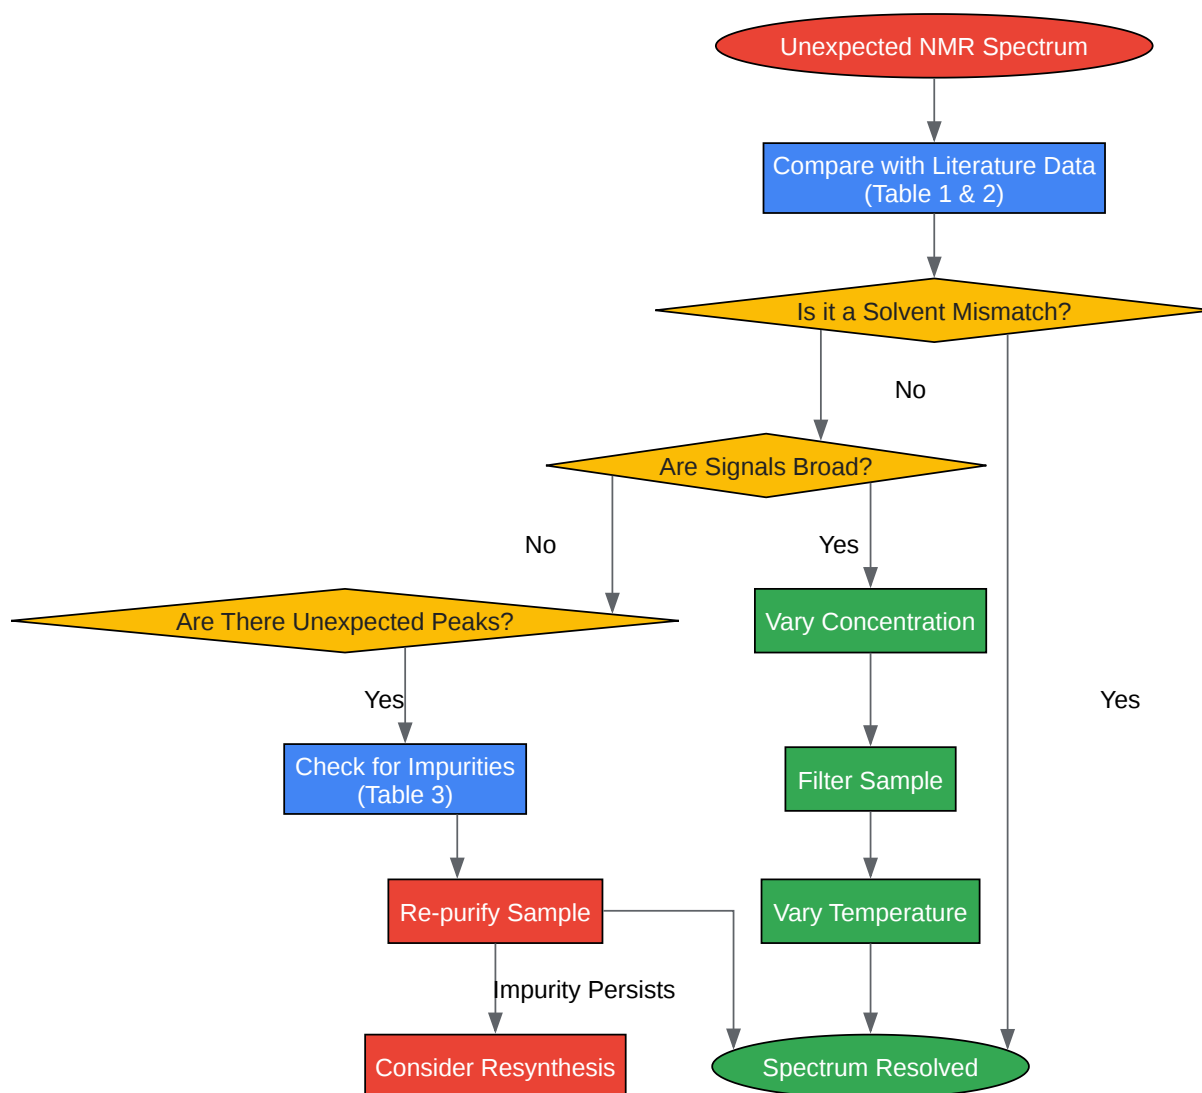 Unexpected NMR Spectrum
Compare with Literature Data
(Table 1 & 2)
Is it a Solvent Mismatch?
No
Are Signals Broad?
No
Yes
Are There Unexpected Peaks?
Vary Concentration
Yes
Yes
Check for Impurities
(Table 3)
Filter Sample
Re-purify Sample
Vary Temperature
Impurity Persists
Consider Resynthesis
Spectrum Resolved